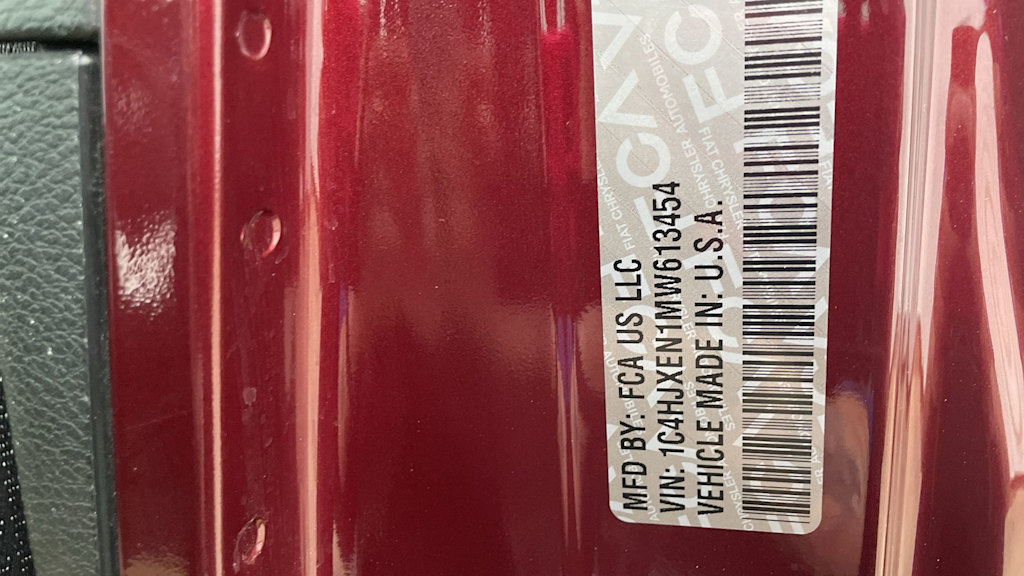 MFD BY: FCA US LLC
VIN: 1C4HJXEN1MW613454
VEHICLE MADE IN: U.S.A.